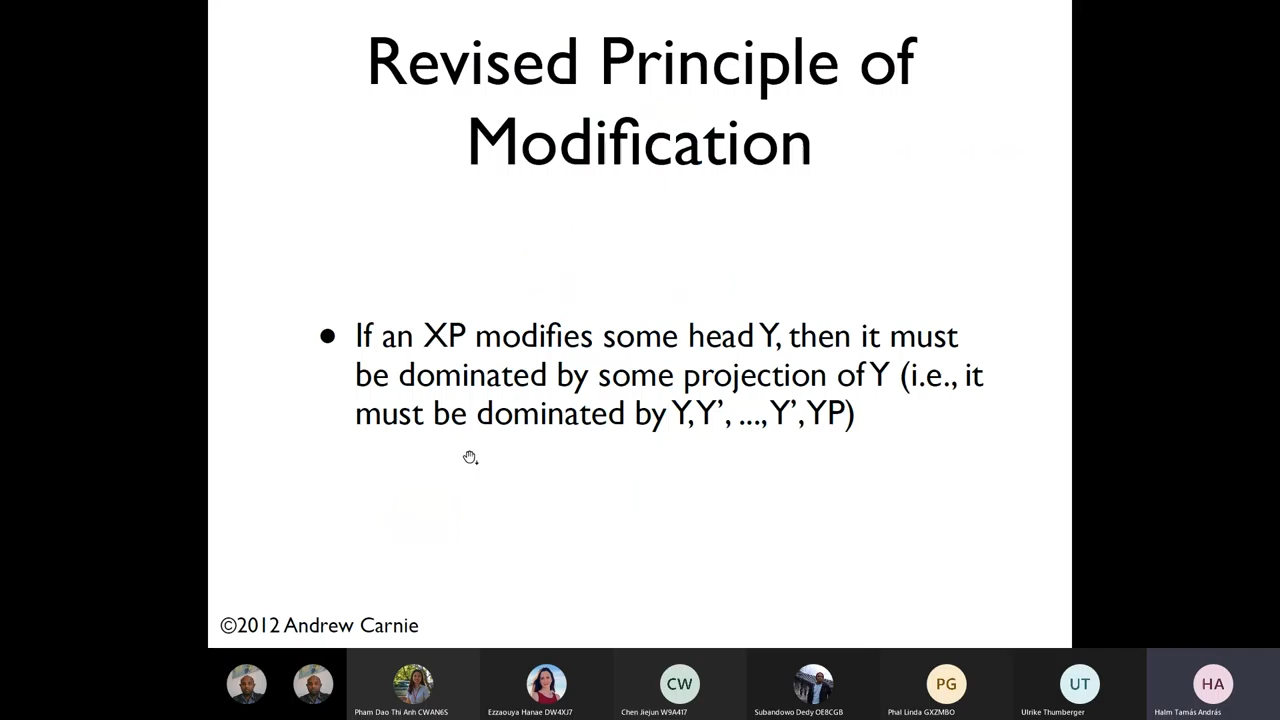 Revised Principle of
Modification
● If an XP modifies some head Y, then it must
be dominated by some projection of Y (i.e., it
must be dominated by Y, Y’, ..., Y’, YP)
©2012 Andrew Carnie
CW
PG
UT
HA
Pham Dao Thi Anh CWAN6S
Ezzaouya Hanae DW4XJ7
Chen Jiejun W9A417
Subandowo Dedy OE8CGB
Phal Linda GXZMBO
Ulrike Thumberger
Halm Tamás András